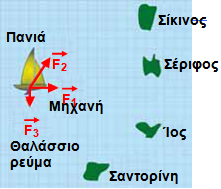 Σίκινος
Πανιά
F₂
Σέριφος
F₁
Μηχανή
F₃
Ίος
Θαλάσσιο
ρεύμα
Σαντορίνη